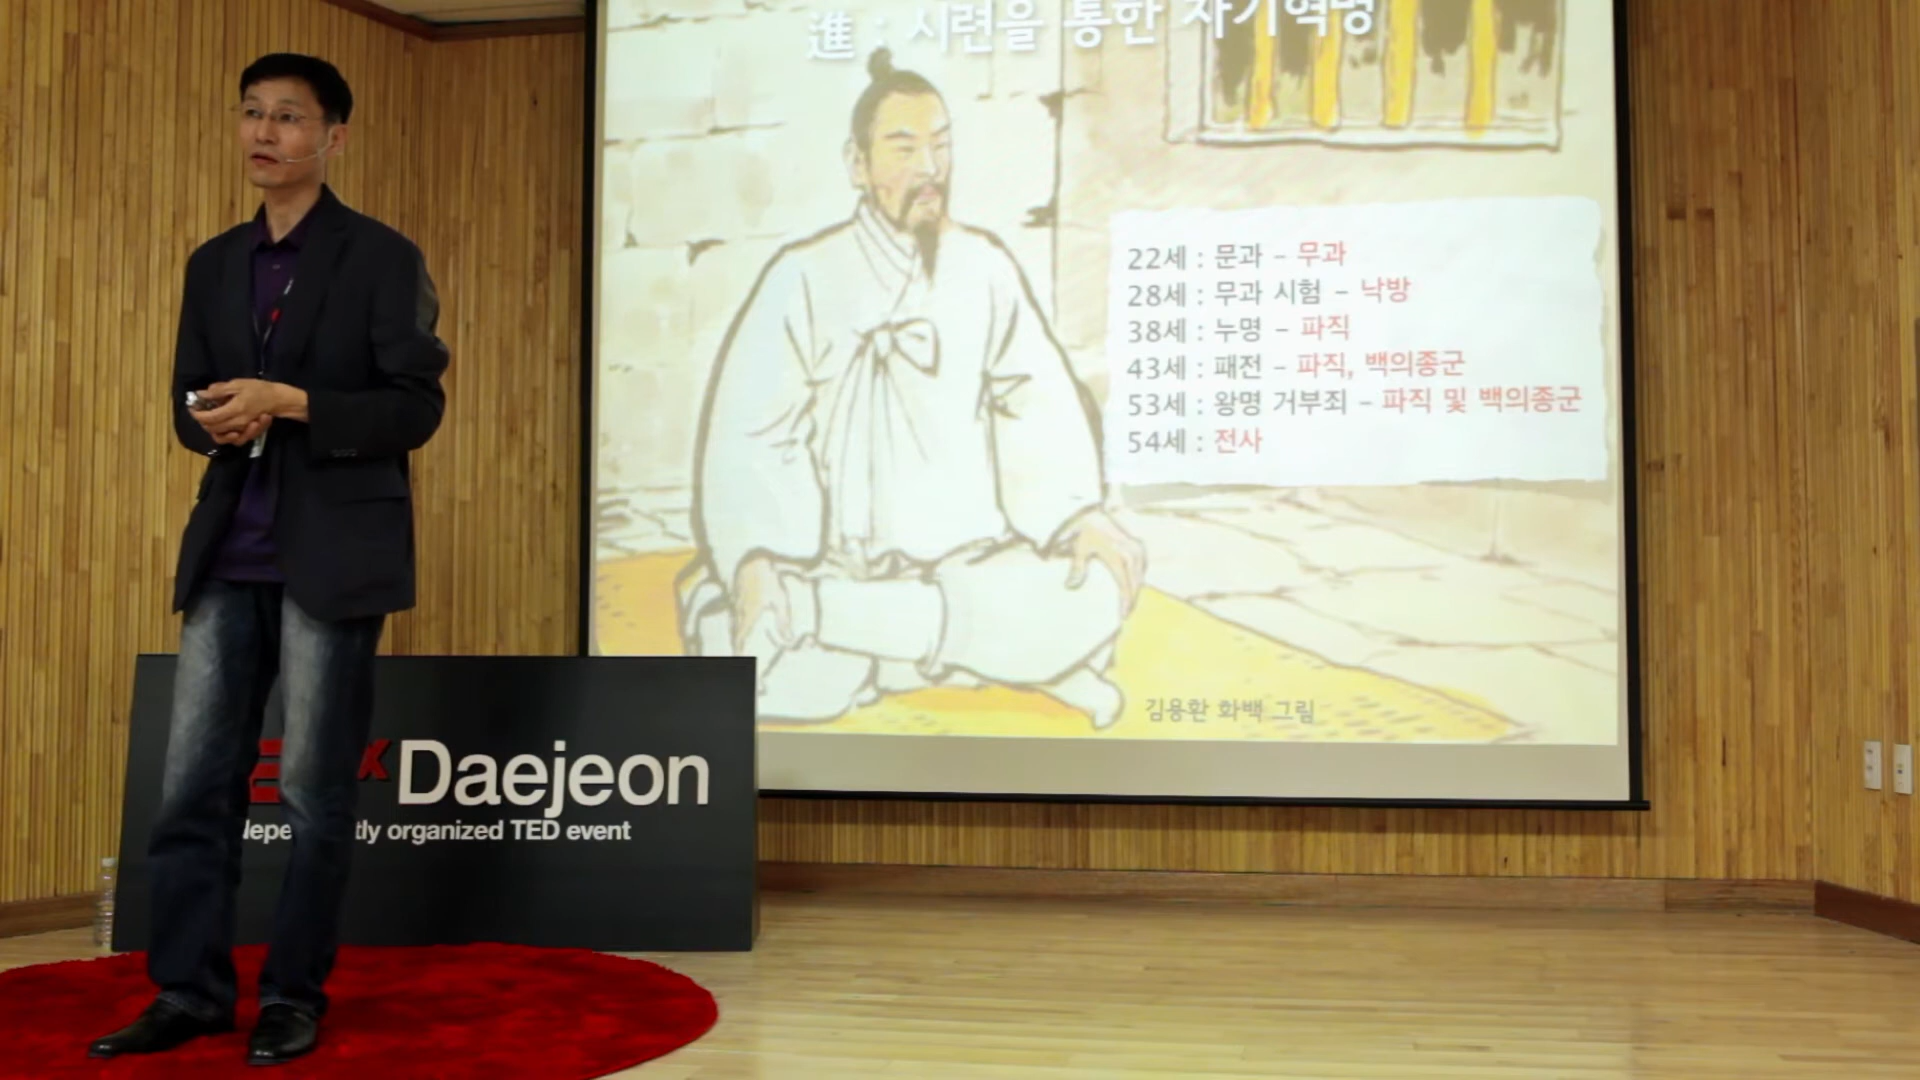 進 : 시련을 통한 자기혁명
22세 : 문과 – 무과
28세 : 무과 시험 – 낙방
38세 : 누명 – 파직
43세 : 패전 – 파직, 백의종군
53세 : 왕명 거부죄 – 파직 및 백의종군
54세 : 전사
김용환 화백 그림
x Daejeon
organized TED event